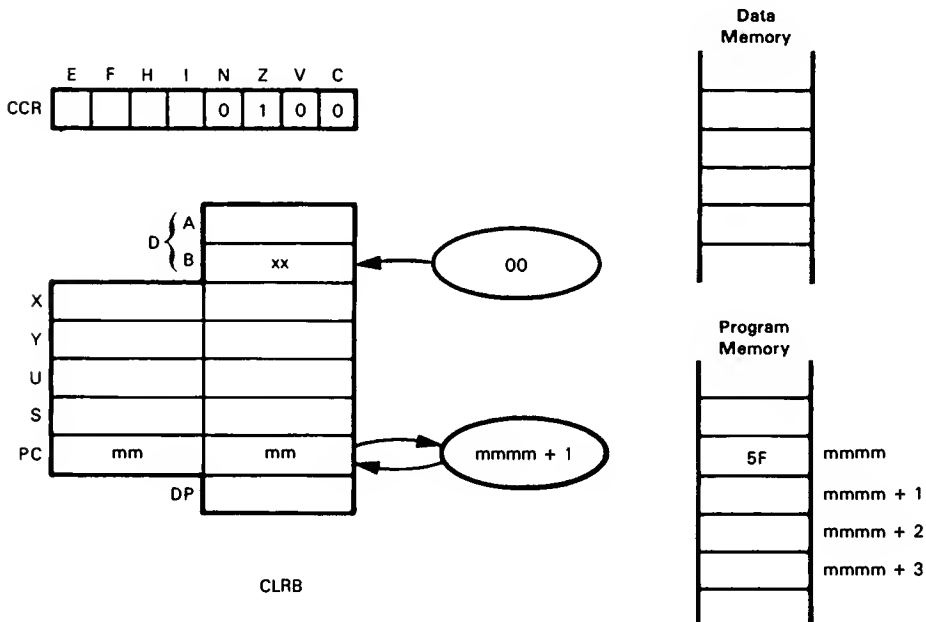 Data
Memory
E F H I N Z V C
CCR 0 1 0 0
D { A
B xx 00
X
Y
U
S
PC mm mm mmmm + 1
DP
CLRB
Program
Memory
5F mmmm
mmmm + 1
mmmm + 2
mmmm + 3